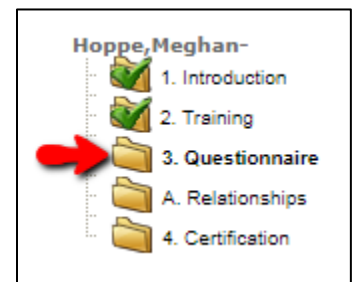 Hoppe,Meghan-
1. Introduction
2. Training
3. Questionnaire
A. Relationships
4. Certification